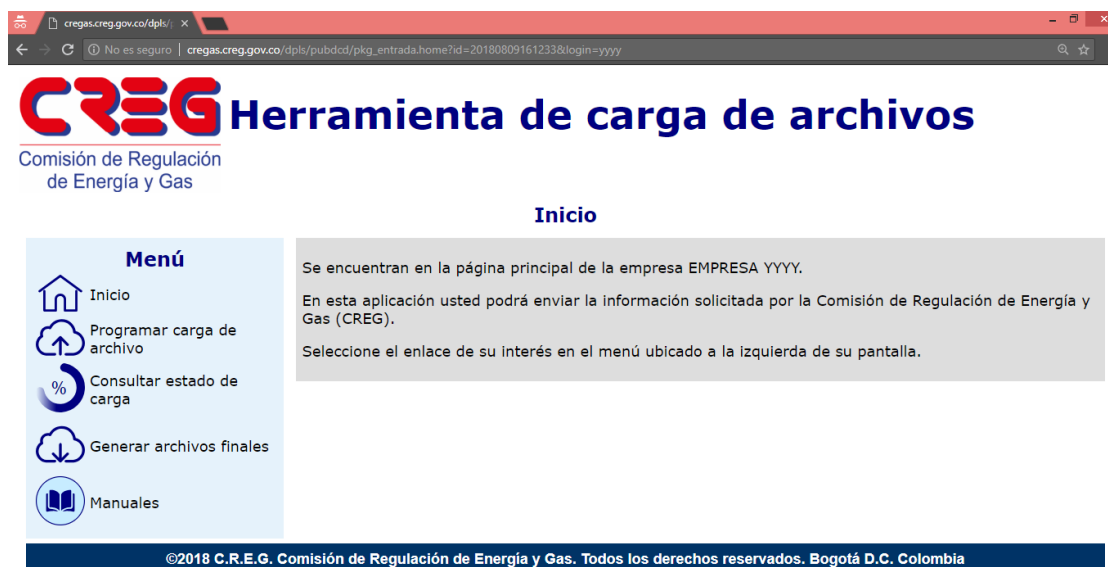 cregas.creg.gov.co/dpls/
No es seguro | cregas.creg.gov.co/dpls/pubdcd/pkg_entrada.home?id=20180809161233&login=yyyy
CREG
Comisión de Regulación
de Energía y Gas
Herramienta de carga de archivos
Inicio
Menú
Inicio
Programar carga de
archivo
%
Consultar estado de
carga
Generar archivos finales
Manuales
Se encuentran en la página principal de la empresa EMPRESA YYYY.
En esta aplicación usted podrá enviar la información solicitada por la Comisión de Regulación de Energía y
Gas (CREG).
Seleccione el enlace de su interés en el menú ubicado a la izquierda de su pantalla.
©2018 C.R.E.G. Comisión de Regulación de Energía y Gas. Todos los derechos reservados. Bogotá D.C. Colombia